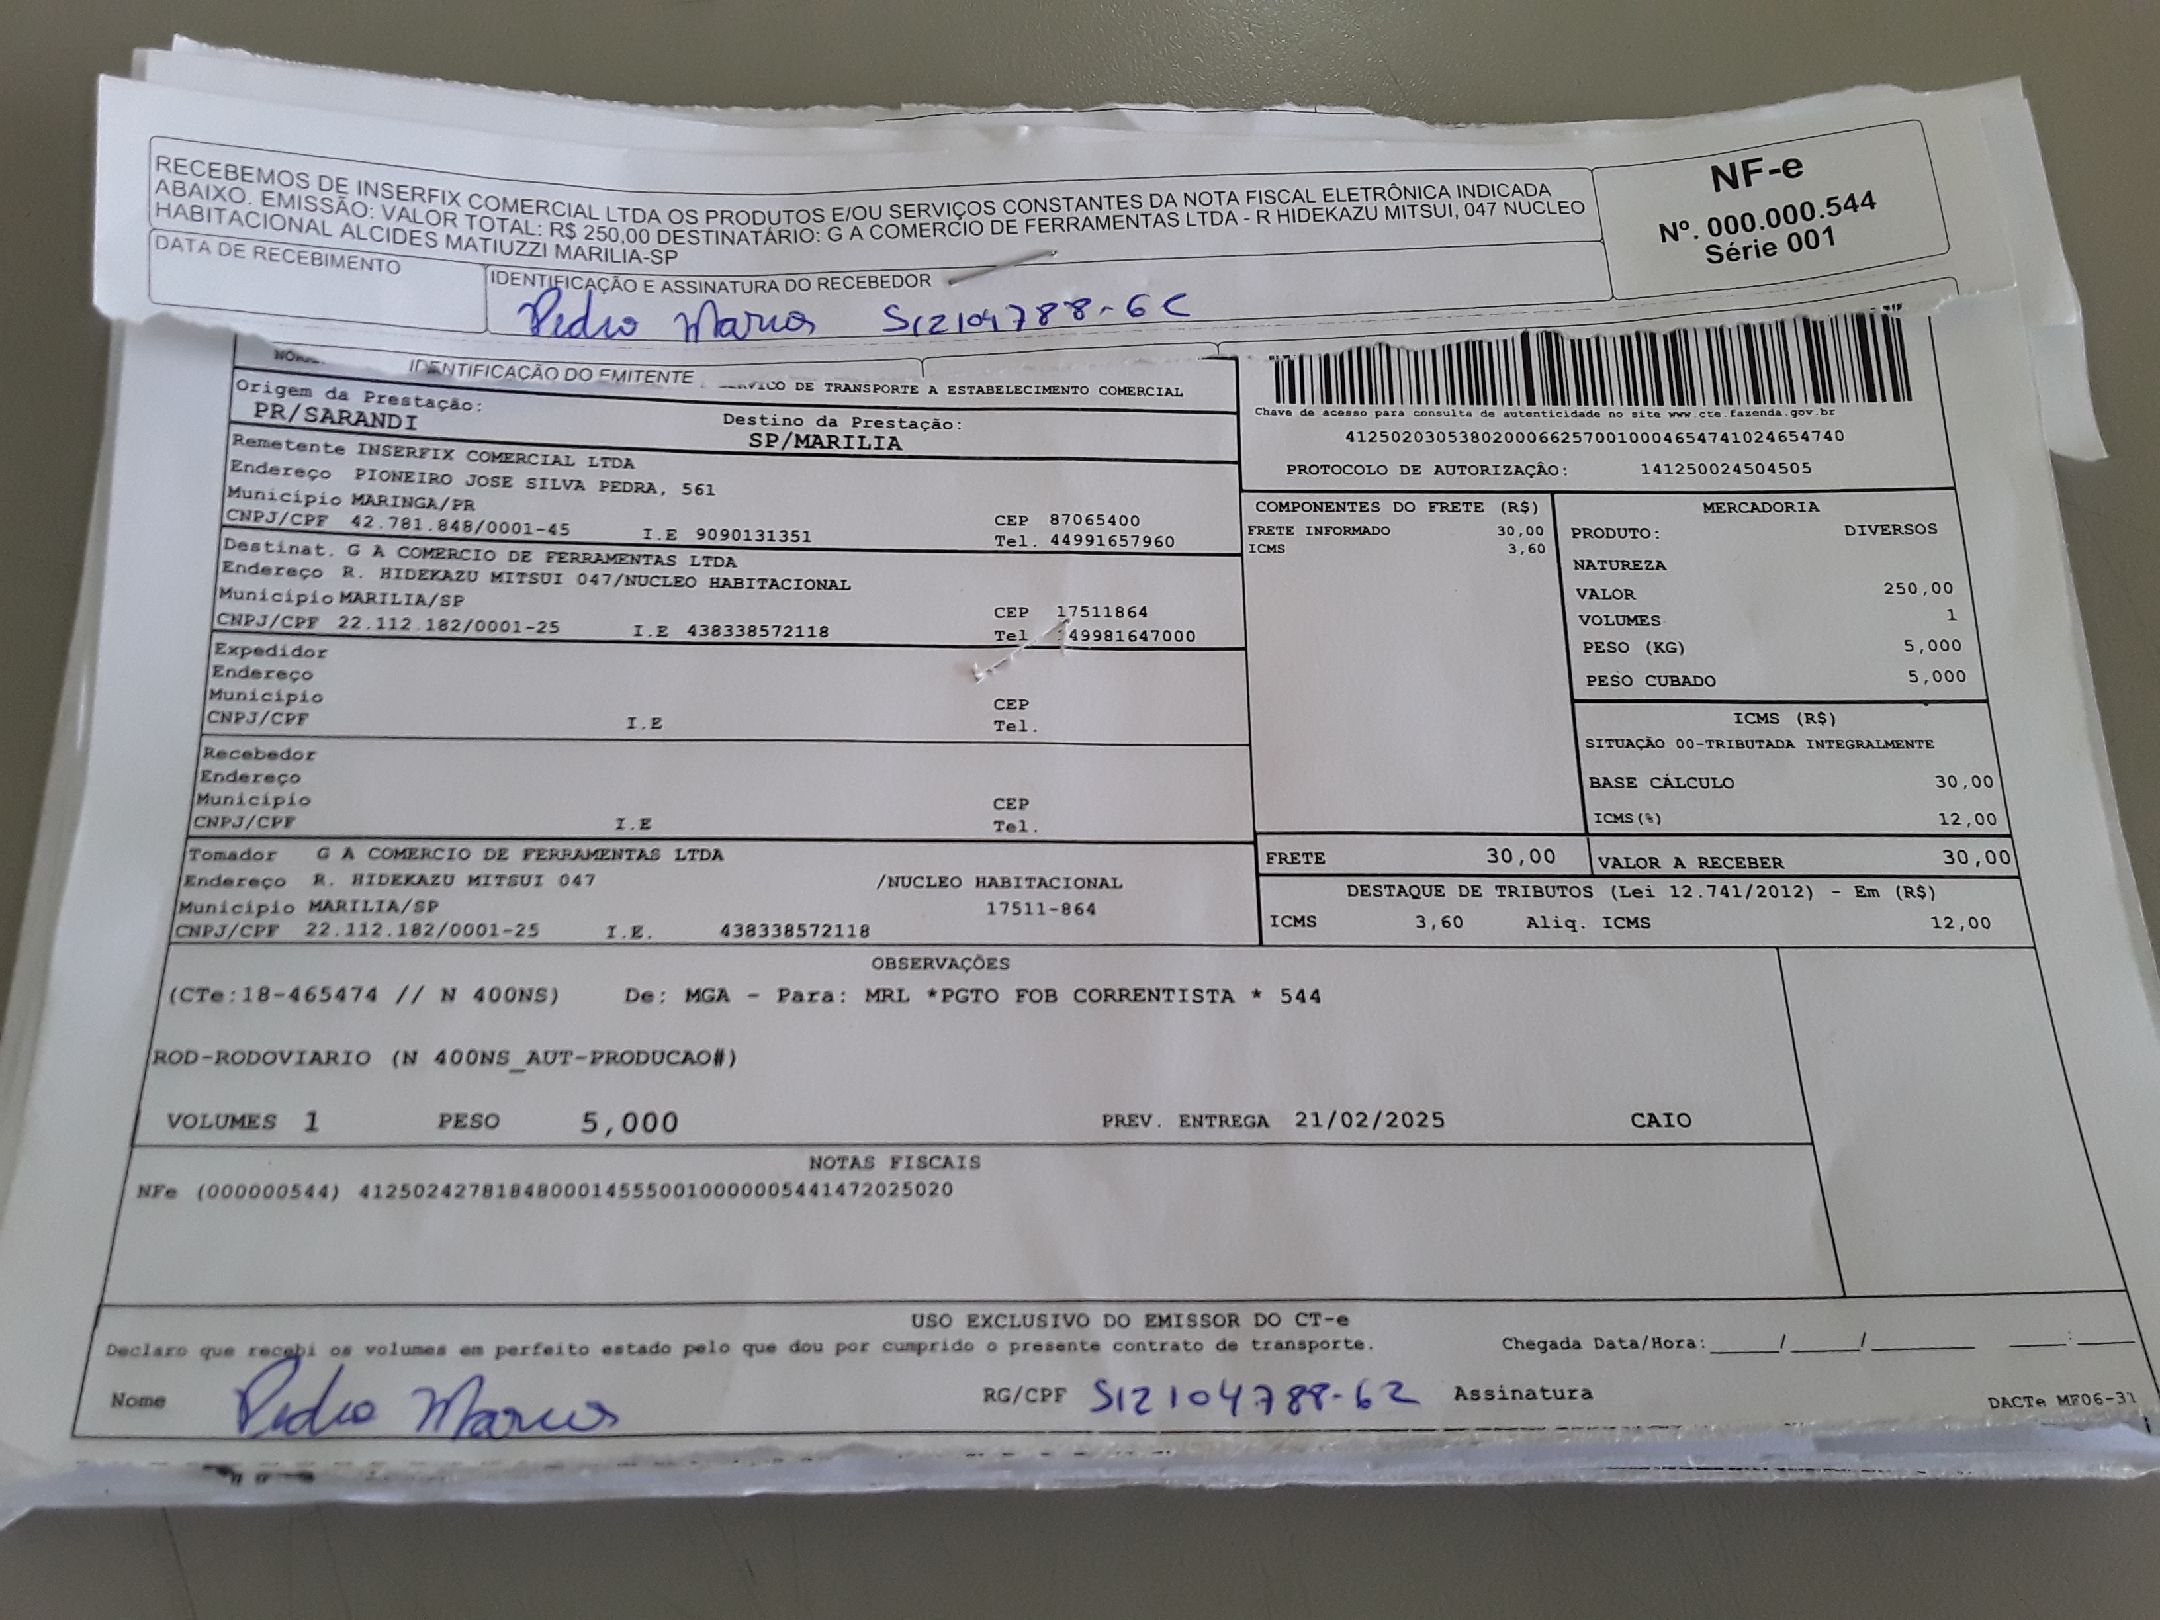 RECEBEMOS DE INSERFIX COMERCIAL LTDA OS PRODUTOS E/OU SERVIÇOS CONSTANTES DA NOTA FISCAL ELETRÔNICA INDICADA
ABAIXO. EMISSÃO: VALOR TOTAL: R$ 250,00 DESTINATÁRIO: G A COMERCIO DE FERRAMENTAS LTDA - R HIDEKAZU MITSUI, 047 NUCLEO
HABITACIONAL ALCIDES MATIUZZI MARILIA-SP
NF-e
Nº. 000.000.544
Série 001
DATA DE RECEBIMENTO
IDENTIFICAÇÃO E ASSINATURA DO RECEBEDOR
Pedro Marcos
IDENTIFICAÇÃO DO EMITENTE
DE TRANSPORTE A ESTABELECIMENTO COMERCIAL
Origem da Prestação:
PR/SARANDI
Destino da Prestação:
SP/MARILIA
Remetente INSERFIX COMERCIAL LTDA
Endereço PIONEIRO JOSE SILVA PEDRA, 561
Município MARINGA/PR
CEP 87065400
CNPJ/CPF 42.781.848/0001-45 I.E 9090131351 Tel. 44991657960
Destinat. G A COMERCIO DE FERRAMENTAS LTDA
Endereço R. HIDEKAZU MITSUI 047/NUCLEO HABITACIONAL
Município MARILIA/SP CEP 17511864
CNPJ/CPF 22.112.182/0001-25 I.E 438338572118 Tel 49981647000
Expedidor
Endereço
Município CEP
CNPJ/CPF I.E Tel.
Recebedor
Endereço
Município CEP
CNPJ/CPF I.E Tel.
Tomador G A COMERCIO DE FERRAMENTAS LTDA
Endereço R. HIDEKAZU MITSUI 047 /NUCLEO HABITACIONAL
Município MARILIA/SP 17511-864
CNPJ/CPF 22.112.182/0001-25 I.E. 438338572118
Chave de acesso para consulta de autenticidade no site www.cte.fazenda.gov.br
41250203053802000662570010004654741024654740
PROTOCOLO DE AUTORIZAÇÃO: 141250024504505
COMPONENTES DO FRETE (R$)
FRETE INFORMADO 30,00
ICMS 3,60
MERCADORIA
PRODUTO: DIVERSOS
NATUREZA
VALOR 250,00
VOLUMES 1
PESO (KG) 5,000
PESO CUBADO 5,000
ICMS (R$)
SITUAÇÃO 00-TRIBUTADA INTEGRALMENTE
BASE CÁLCULO 30,00
ICMS(%) 12,00
FRETE 30,00 VALOR A RECEBER 30,00
DESTAQUE DE TRIBUTOS (Lei 12.741/2012) - Em (R$)
ICMS 3,60 Aliq. ICMS 12,00
OBSERVAÇÕES
(CTe:18-465474 // N 400NS) De: MGA - Para: MRL *PGTO FOB CORRENTISTA * 544
ROD-RODOVIARIO (N 400NS_AUT-PRODUCAO#)
VOLUMES 1 PESO 5,000 PREV. ENTREGA 21/02/2025 CAIO
NOTAS FISCAIS
NFe (000000544) 41250242781848000145550010000005441472025020
USO EXCLUSIVO DO EMISSOR DO CT-e
Declaro que recebi os volumes em perfeito estado pelo que dou por cumprido o presente contrato de transporte. Chegada Data/Hora: ____/____/________ ____:____
Nome Pedro Marcos RG/CPF Assinatura
DACTe MF06-31